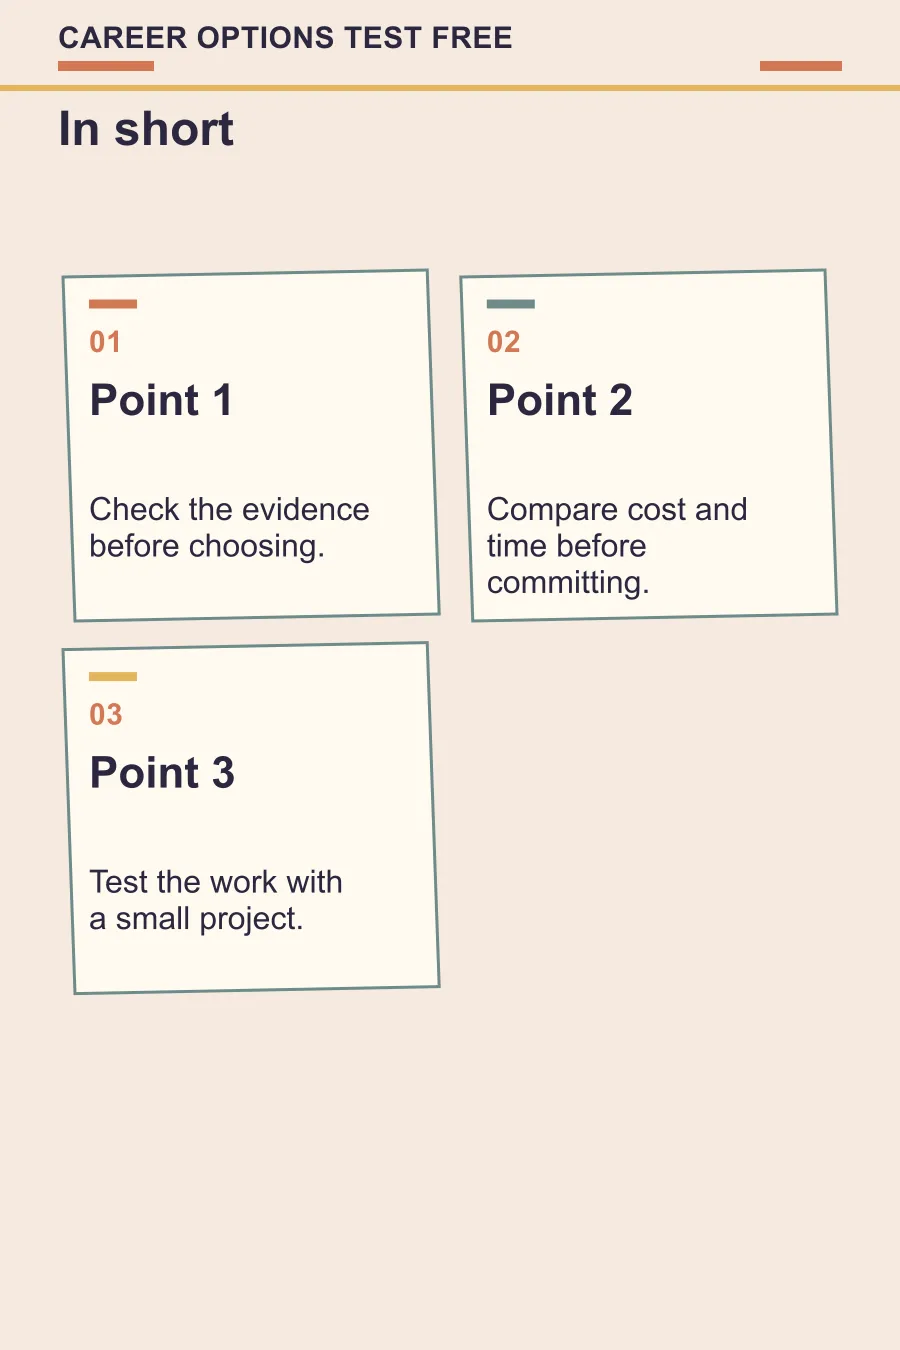 CAREER OPTIONS TEST FREE
In short
01
Point 1
Check the evidence
before choosing.
02
Point 2
Compare cost and
time before
committing.
03
Point 3
Test the work with
a small project.